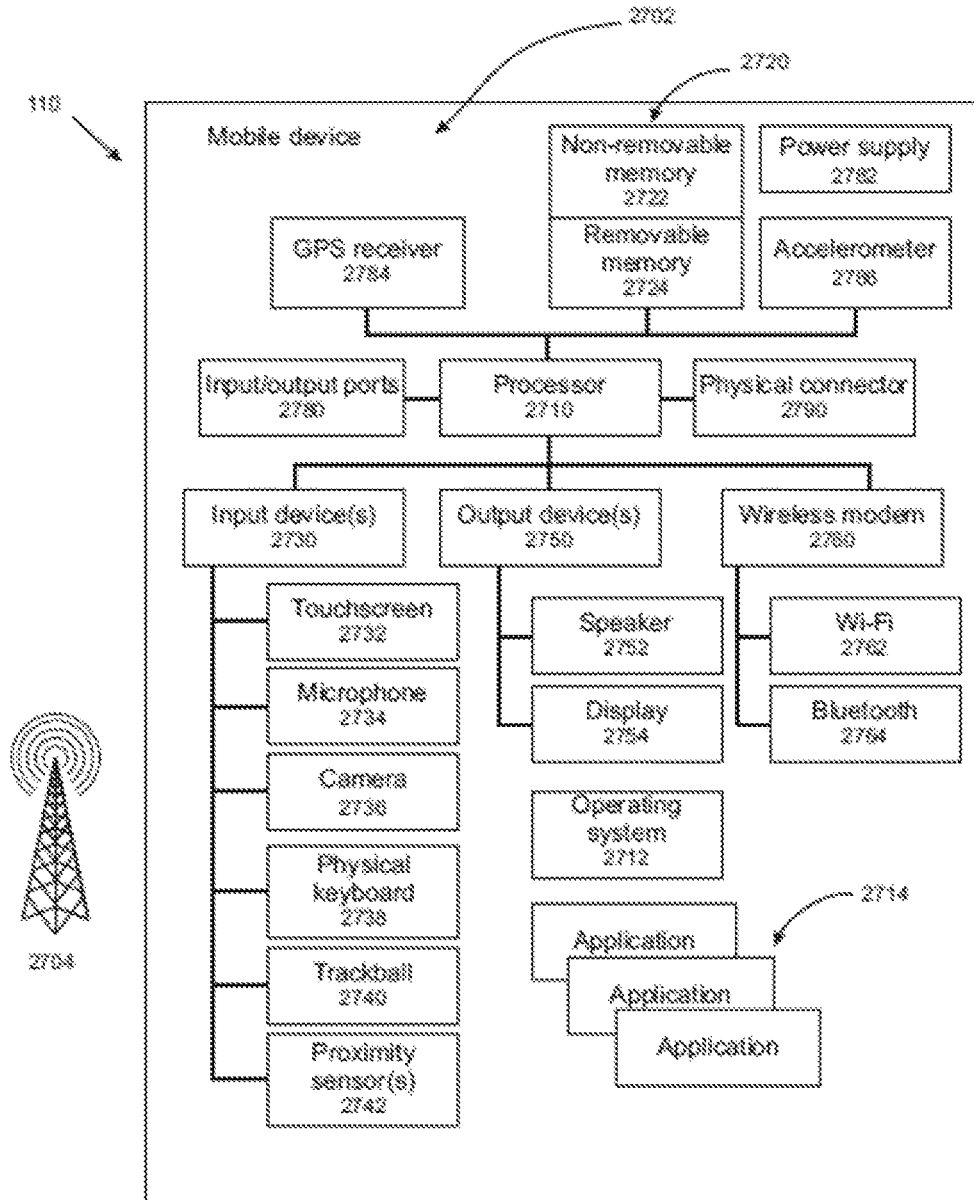 2702
2720
110
Mobile device
Non-removable
memory
2722
Power supply
2782
GPS receiver
2784
Removable
memory
2724
Accelerometer
2786
Input/output ports
2780
Processor
2710
Physical connector
2790
Input device(s)
2730
Output device(s)
2750
Wireless modem
2760
Touchscreen
2732
Speaker
2752
Wi-Fi
2762
Microphone
2734
Display
2754
Bluetooth
2764
Camera
2736
Operating
system
2712
Physical
keyboard
2738
2714
Application
2704
Trackball
2740
Application
Application
Proximity
sensor(s)
2742